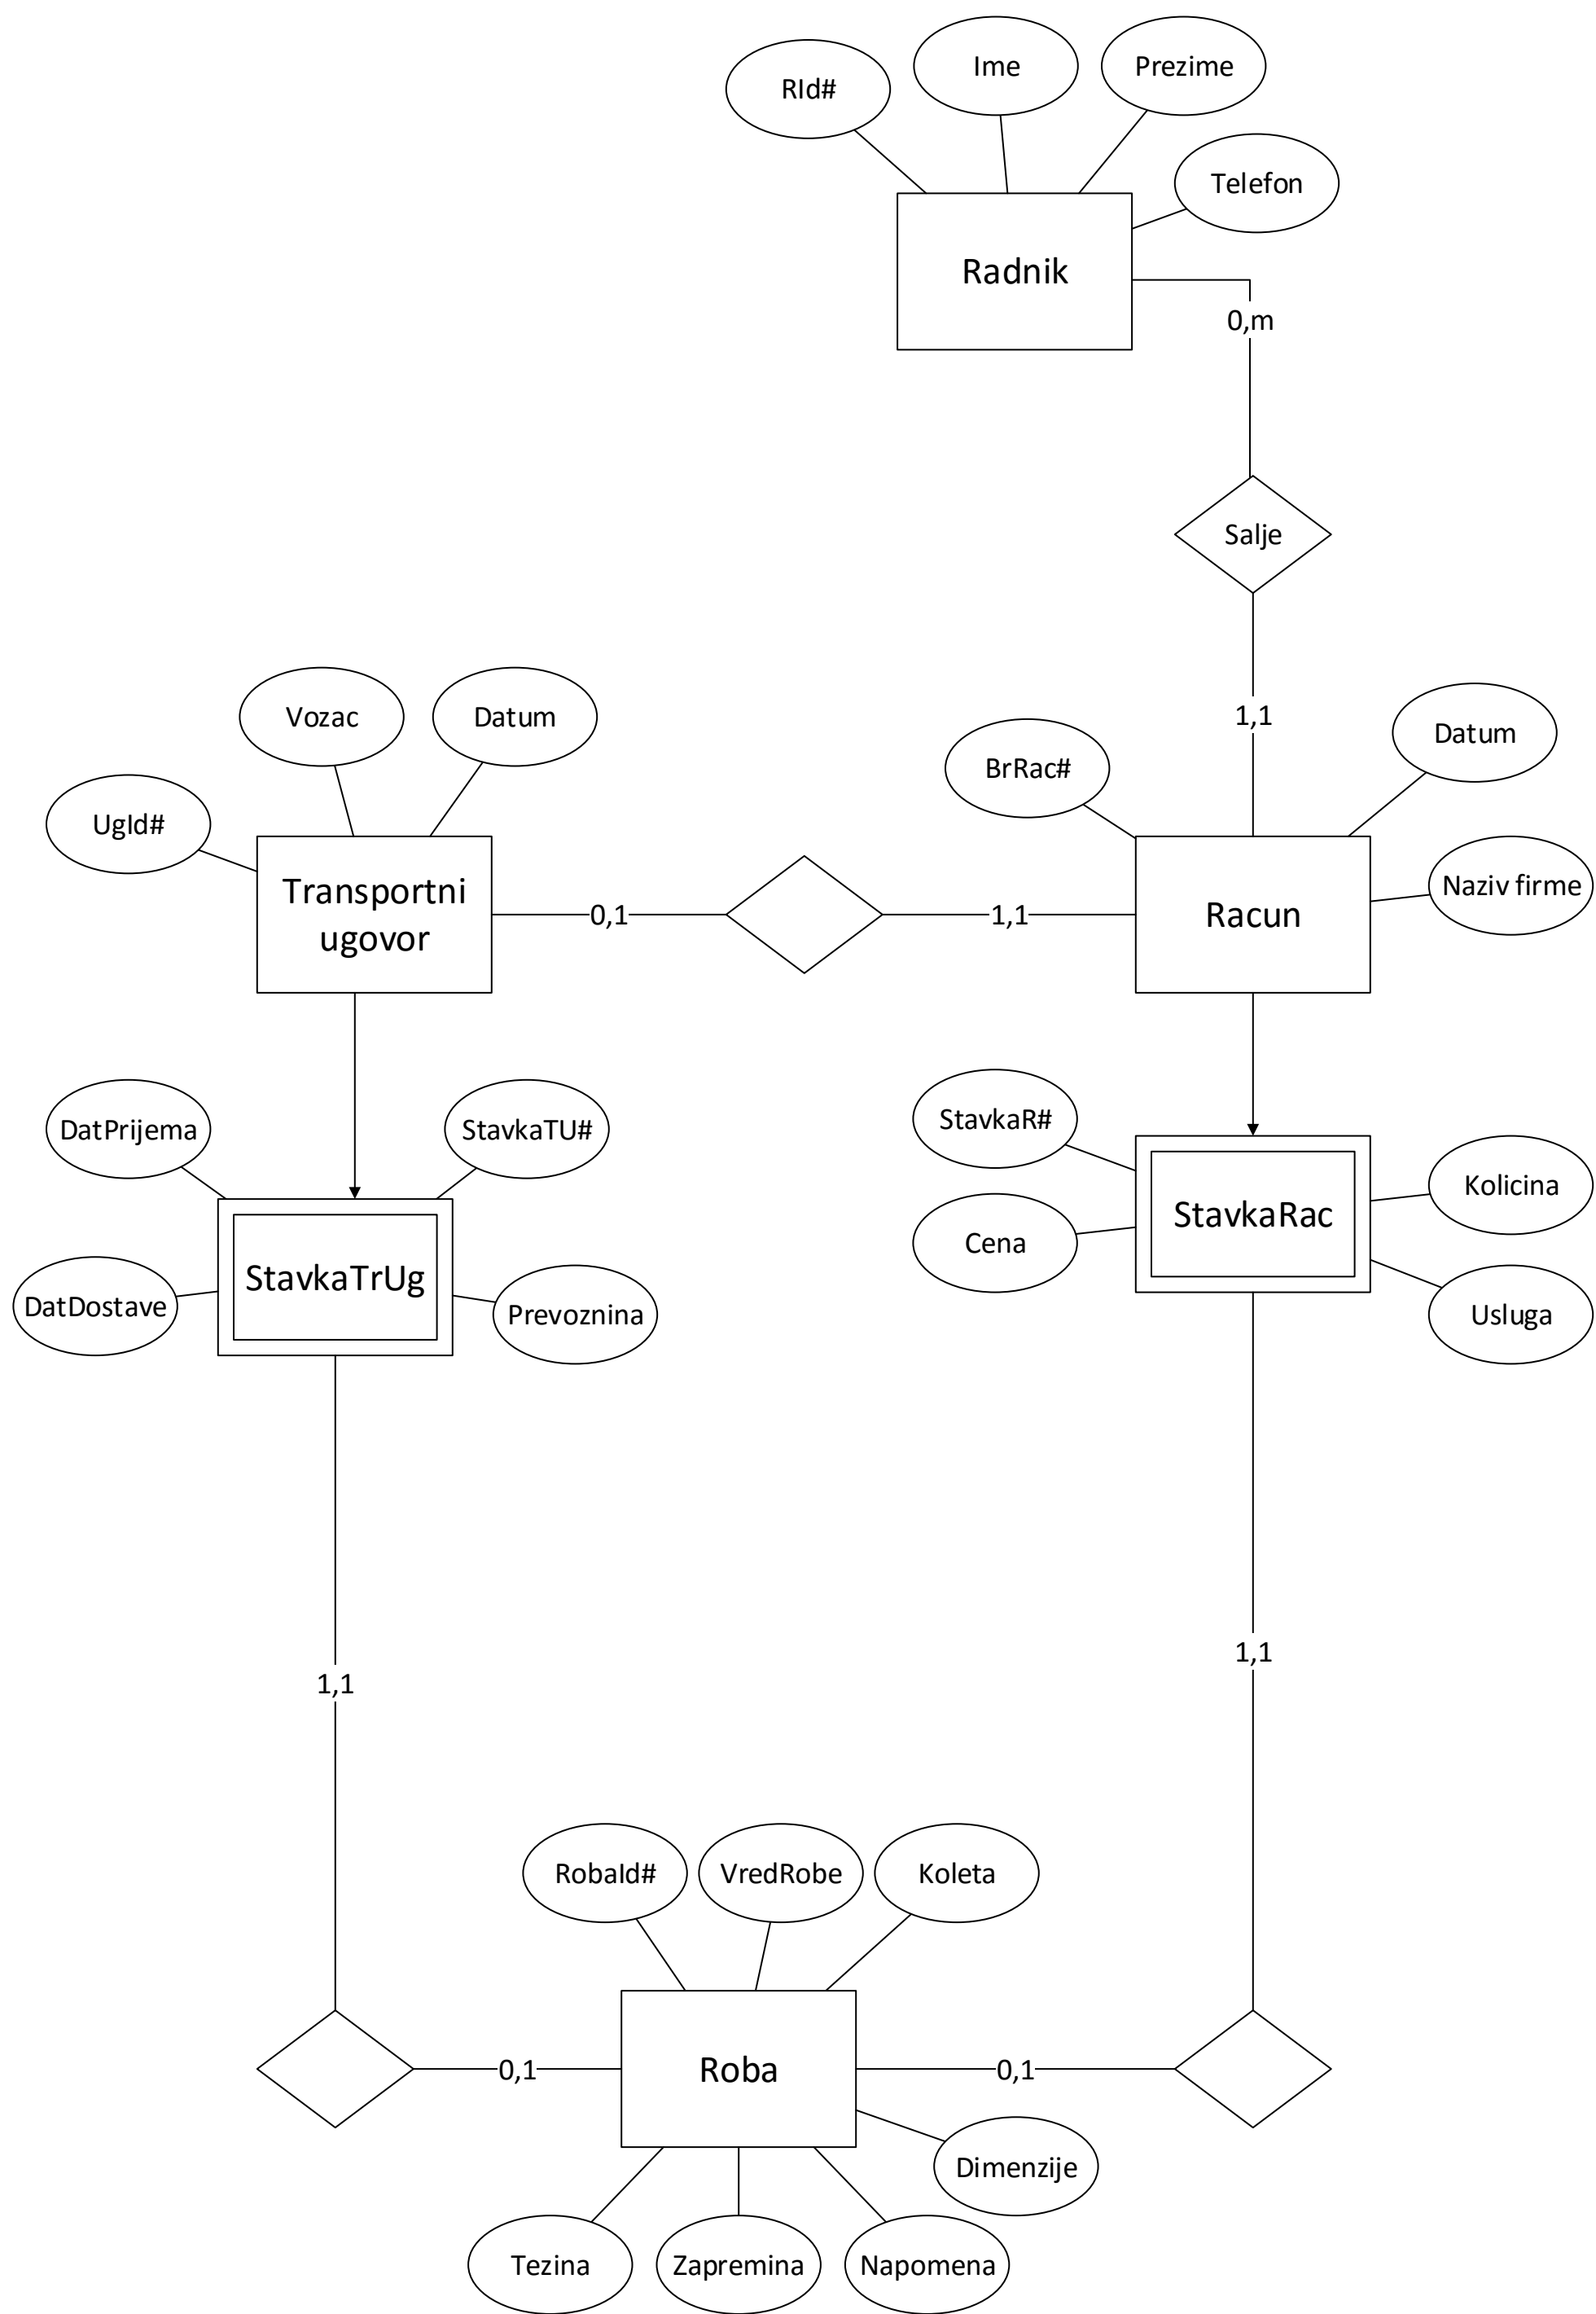 Ime
Prezime
RId#
Telefon
Radnik
0,m
Salje
Vozac
Datum
1,1
Datum
BrRac#
UgId#
Naziv firme
Transportni
ugovor
0,1
1,1
Racun
DatPrijema
StavkaTU#
StavkaR#
Kolicina
StavkaRac
Cena
StavkaTrUg
DatDostave
Prevoznina
Usluga
1,1
1,1
RobaId#
VredRobe
Koleta
0,1
Roba
0,1
Dimenzije
Tezina
Zapremina
Napomena